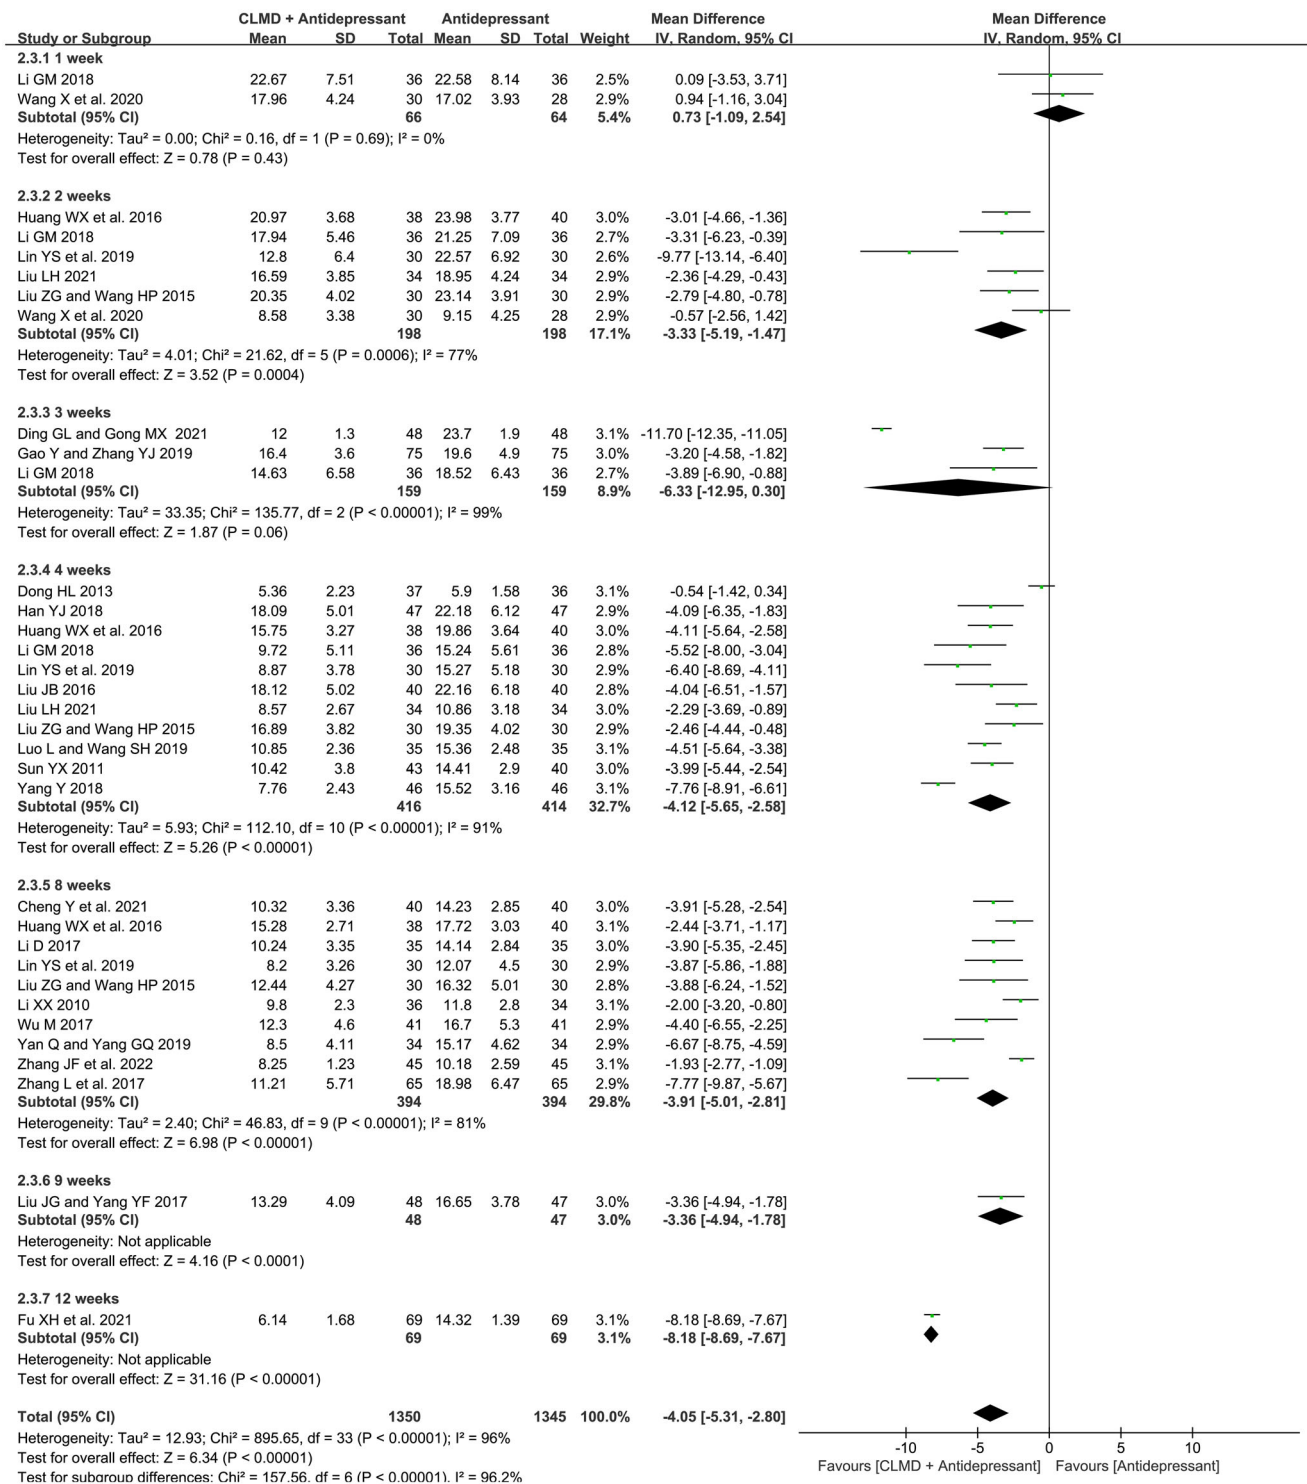 CLMD + Antidepressant Antidepressant Mean Difference Mean Difference
Study or Subgroup Mean SD Total Mean SD Total Weight IV, Random, 95% CI IV, Random, 95% CI
2.3.1 1 week
Li GM 2018 22.67 7.51 36 22.58 8.14 36 2.5% 0.09 [-3.53, 3.71]
Wang X et al. 2020 17.96 4.24 30 17.02 3.93 28 2.9% 0.94 [-1.16, 3.04]
Subtotal (95% CI) 66 64 5.4% 0.73 [-1.09, 2.54]
Heterogeneity: Tau² = 0.00; Chi² = 0.16, df = 1 (P = 0.69); I² = 0%
Test for overall effect: Z = 0.78 (P = 0.43)
2.3.2 2 weeks
Huang WX et al. 2016 20.97 3.68 38 23.98 3.77 40 3.0% -3.01 [-4.66, -1.36]
Li GM 2018 17.94 5.46 36 21.25 7.09 36 2.7% -3.31 [-6.23, -0.39]
Lin YS et al. 2019 12.8 6.4 30 22.57 6.92 30 2.6% -9.77 [-13.14, -6.40]
Liu LH 2021 16.59 3.85 34 18.95 4.24 34 2.9% -2.36 [-4.29, -0.43]
Liu ZG and Wang HP 2015 20.35 4.02 30 23.14 3.91 30 2.9% -2.79 [-4.80, -0.78]
Wang X et al. 2020 8.58 3.38 30 9.15 4.25 28 2.9% -0.57 [-2.56, 1.42]
Subtotal (95% CI) 198 198 17.1% -3.33 [-5.19, -1.47]
Heterogeneity: Tau² = 4.01; Chi² = 21.62, df = 5 (P = 0.0006); I² = 77%
Test for overall effect: Z = 3.52 (P = 0.0004)
2.3.3 3 weeks
Ding GL and Gong MX 2021 12 1.3 48 23.7 1.9 48 3.1% -11.70 [-12.35, -11.05]
Gao Y and Zhang YJ 2019 16.4 3.6 75 19.6 4.9 75 3.0% -3.20 [-4.58, -1.82]
Li GM 2018 14.63 6.58 36 18.52 6.43 36 2.7% -3.89 [-6.90, -0.88]
Subtotal (95% CI) 159 159 8.9% -6.33 [-12.95, 0.30]
Heterogeneity: Tau² = 33.35; Chi² = 135.77, df = 2 (P < 0.00001); I² = 99%
Test for overall effect: Z = 1.87 (P = 0.06)
2.3.4 4 weeks
Dong HL 2013 5.36 2.23 37 5.9 1.58 36 3.1% -0.54 [-1.42, 0.34]
Han YJ 2018 18.09 5.01 47 22.18 6.12 47 2.9% -4.09 [-6.35, -1.83]
Huang WX et al. 2016 15.75 3.27 38 19.86 3.64 40 3.0% -4.11 [-5.64, -2.58]
Li GM 2018 9.72 5.11 36 15.24 5.61 36 2.8% -5.52 [-8.00, -3.04]
Lin YS et al. 2019 8.87 3.78 30 15.27 5.18 30 2.9% -6.40 [-8.69, -4.11]
Liu JB 2016 18.12 5.02 40 22.16 6.18 40 2.8% -4.04 [-6.51, -1.57]
Liu LH 2021 8.57 2.67 34 10.86 3.18 34 3.0% -2.29 [-3.69, -0.89]
Liu ZG and Wang HP 2015 16.89 3.82 30 19.35 4.02 30 2.9% -2.46 [-4.44, -0.48]
Luo L and Wang SH 2019 10.85 2.36 35 15.36 2.48 35 3.1% -4.51 [-5.64, -3.38]
Sun YX 2011 10.42 3.8 43 14.41 2.9 40 3.0% -3.99 [-5.44, -2.54]
Yang Y 2018 7.76 2.43 46 15.52 3.16 46 3.1% -7.76 [-8.91, -6.61]
Subtotal (95% CI) 416 414 32.7% -4.12 [-5.65, -2.58]
Heterogeneity: Tau² = 5.93; Chi² = 112.10, df = 10 (P < 0.00001); I² = 91%
Test for overall effect: Z = 5.26 (P < 0.00001)
2.3.5 8 weeks
Cheng Y et al. 2021 10.32 3.36 40 14.23 2.85 40 3.0% -3.91 [-5.28, -2.54]
Huang WX et al. 2016 15.28 2.71 38 17.72 3.03 40 3.1% -2.44 [-3.71, -1.17]
Li D 2017 10.24 3.35 35 14.14 2.84 35 3.0% -3.90 [-5.35, -2.45]
Lin YS et al. 2019 8.2 3.26 30 12.07 4.5 30 2.9% -3.87 [-5.86, -1.88]
Liu ZG and Wang HP 2015 12.44 4.27 30 16.32 5.01 30 2.8% -3.88 [-6.24, -1.52]
Li XX 2010 9.8 2.3 36 11.8 2.8 34 3.1% -2.00 [-3.20, -0.80]
Wu M 2017 12.3 4.6 41 16.7 5.3 41 2.9% -4.40 [-6.55, -2.25]
Yan Q and Yang GQ 2019 8.5 4.11 34 15.17 4.62 34 2.9% -6.67 [-8.75, -4.59]
Zhang JF et al. 2022 8.25 1.23 45 10.18 2.59 45 3.1% -1.93 [-2.77, -1.09]
Zhang L et al. 2017 11.21 5.71 65 18.98 6.47 65 2.9% -7.77 [-9.87, -5.67]
Subtotal (95% CI) 394 394 29.8% -3.91 [-5.01, -2.81]
Heterogeneity: Tau² = 2.40; Chi² = 46.83, df = 9 (P < 0.00001); I² = 81%
Test for overall effect: Z = 6.98 (P < 0.00001)
2.3.6 9 weeks
Liu JG and Yang YF 2017 13.29 4.09 48 16.65 3.78 47 3.0% -3.36 [-4.94, -1.78]
Subtotal (95% CI) 48 47 3.0% -3.36 [-4.94, -1.78]
Heterogeneity: Not applicable
Test for overall effect: Z = 4.16 (P < 0.0001)
2.3.7 12 weeks
Fu XH et al. 2021 6.14 1.68 69 14.32 1.39 69 3.1% -8.18 [-8.69, -7.67]
Subtotal (95% CI) 69 69 3.1% -8.18 [-8.69, -7.67]
Heterogeneity: Not applicable
Test for overall effect: Z = 31.16 (P < 0.00001)
Total (95% CI) 1350 1345 100.0% -4.05 [-5.31, -2.80]
Heterogeneity: Tau² = 12.93; Chi² = 895.65, df = 33 (P < 0.00001); I² = 96%
Test for overall effect: Z = 6.34 (P < 0.00001)
Test for subgroup differences: Chi² = 157.56, df = 6 (P < 0.00001), I² = 96.2%
-10 -5 0 5 10
Favours [CLMD + Antidepressant] Favours [Antidepressant]